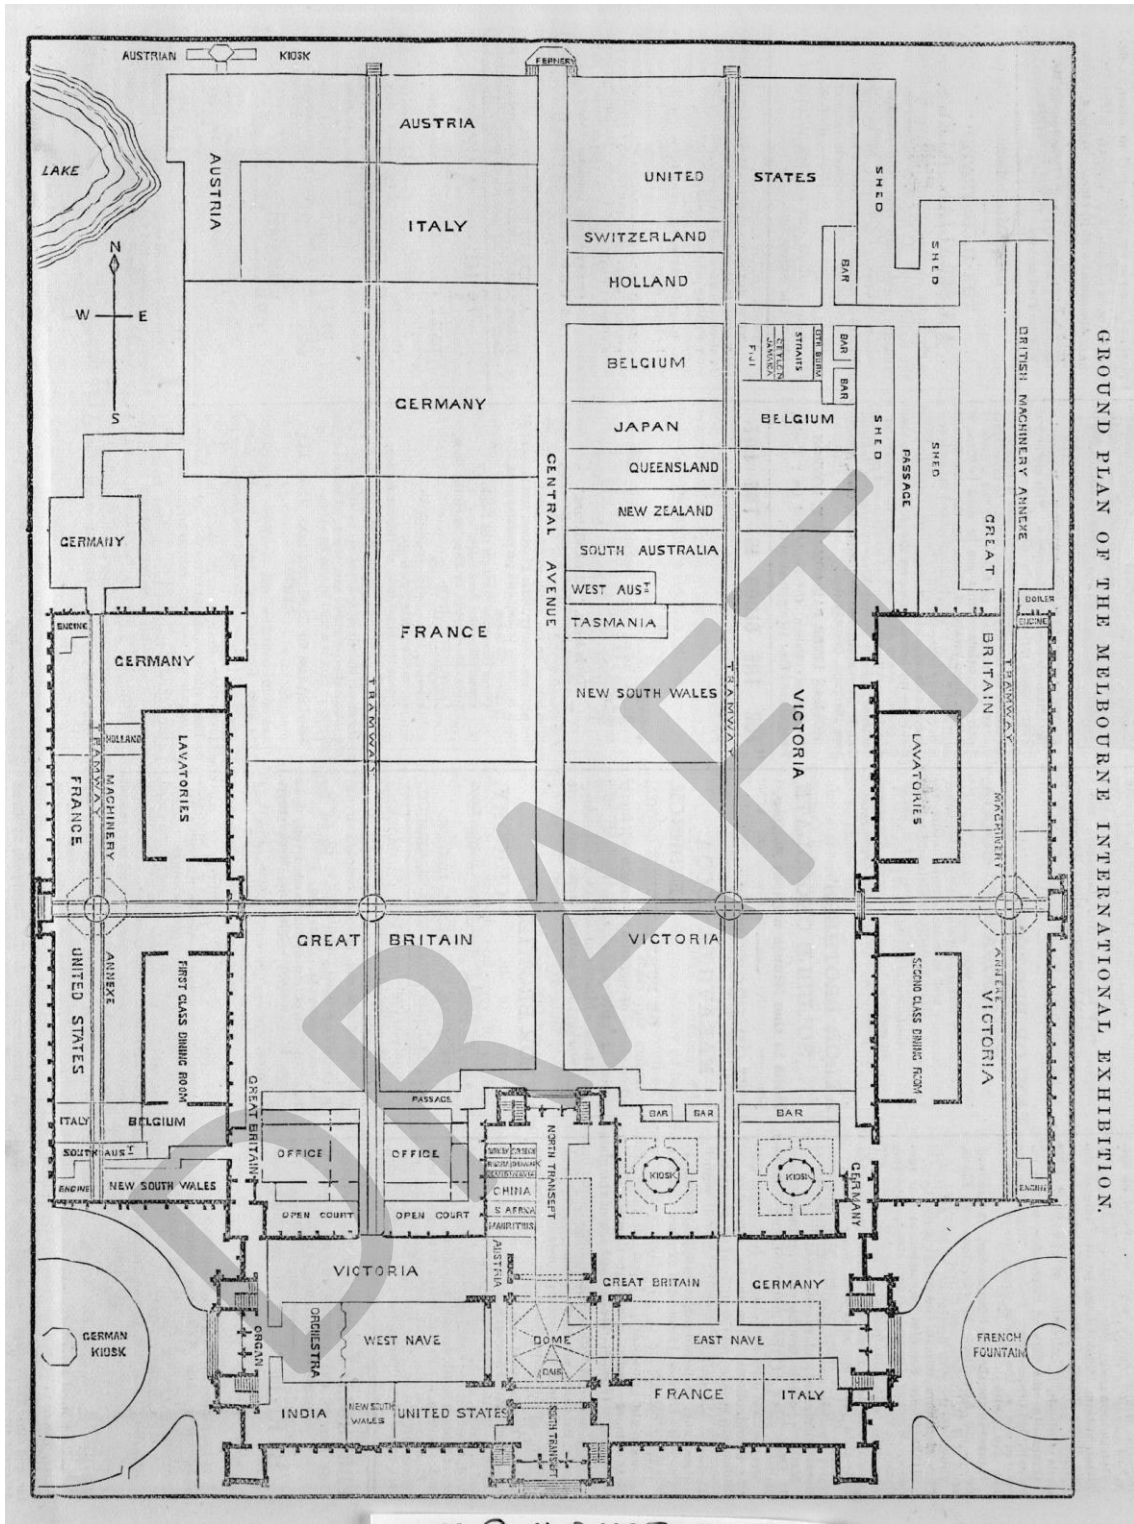 AUSTRIAN KIOSK
FERNERY
LAKE
N
W E
S
AUSTRIA
AUSTRIA
ITALY
UNITED STATES
SHED
SWITZERLAND
HOLLAND
BAR
SHED
GERMANY
BELGIUM
FIJI
JAMAICA
CEYLON
STRAITS
BAR
BAR
BELGIUM
JAPAN
QUEENSLAND
NEW ZEALAND
SOUTH AUSTRALIA
WEST AUST
TASMANIA
NEW SOUTH WALES
CENTRAL AVENUE
SHED
PASSAGE
SHED
BRITISH MACHINERY ANNEXE
GREAT BRITAIN
BOILER
ENGINE
GERMANY
ENGINE
GERMANY
FRANCE
HOLLAND
LAVATORIES
TRAMWAY
MACHINERY
FRANCE
TRAMWAY
TRAMWAY
VICTORIA
LAVATORIES
TRAMWAY
MACHINERY
GREAT BRITAIN
VICTORIA
UNITED STATES
ANNEXE
FIRST CLASS DINING ROOM
SECOND CLASS DINING ROOM
ANNEXE
VICTORIA
ITALY
BELGIUM
SOUTH AUST
ENGINE
NEW SOUTH WALES
GREAT BRITAIN
PASSAGE
OFFICE
OFFICE
OPEN COURT
OPEN COURT
CHINA
S AFRICA
MAURITIUS
NORTH TRANSEPT
BAR
BAR
BAR
KIOSK
KIOSK
GERMANY
ENGIN
VICTORIA
AUSTRIA
GREAT BRITAIN
GERMANY
GERMAN
KIOSK
ORGAN
ORCHESTRA
WEST NAVE
DOME
DAIS
EAST NAVE
FRENCH
FOUNTAIN
INDIA
NEW SOUTH
WALES
UNITED STATES
SOUTH TRANSEPT
FRANCE
ITALY
GROUND PLAN OF THE MELBOURNE INTERNATIONAL EXHIBITION.
DRAFT